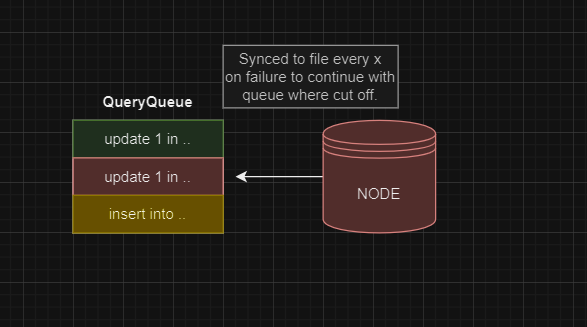 Synced to file every x
on failure to continue with
queue where cut off.
QueryQueue
update 1 in ..
update 1 in ..
insert into ..
NODE